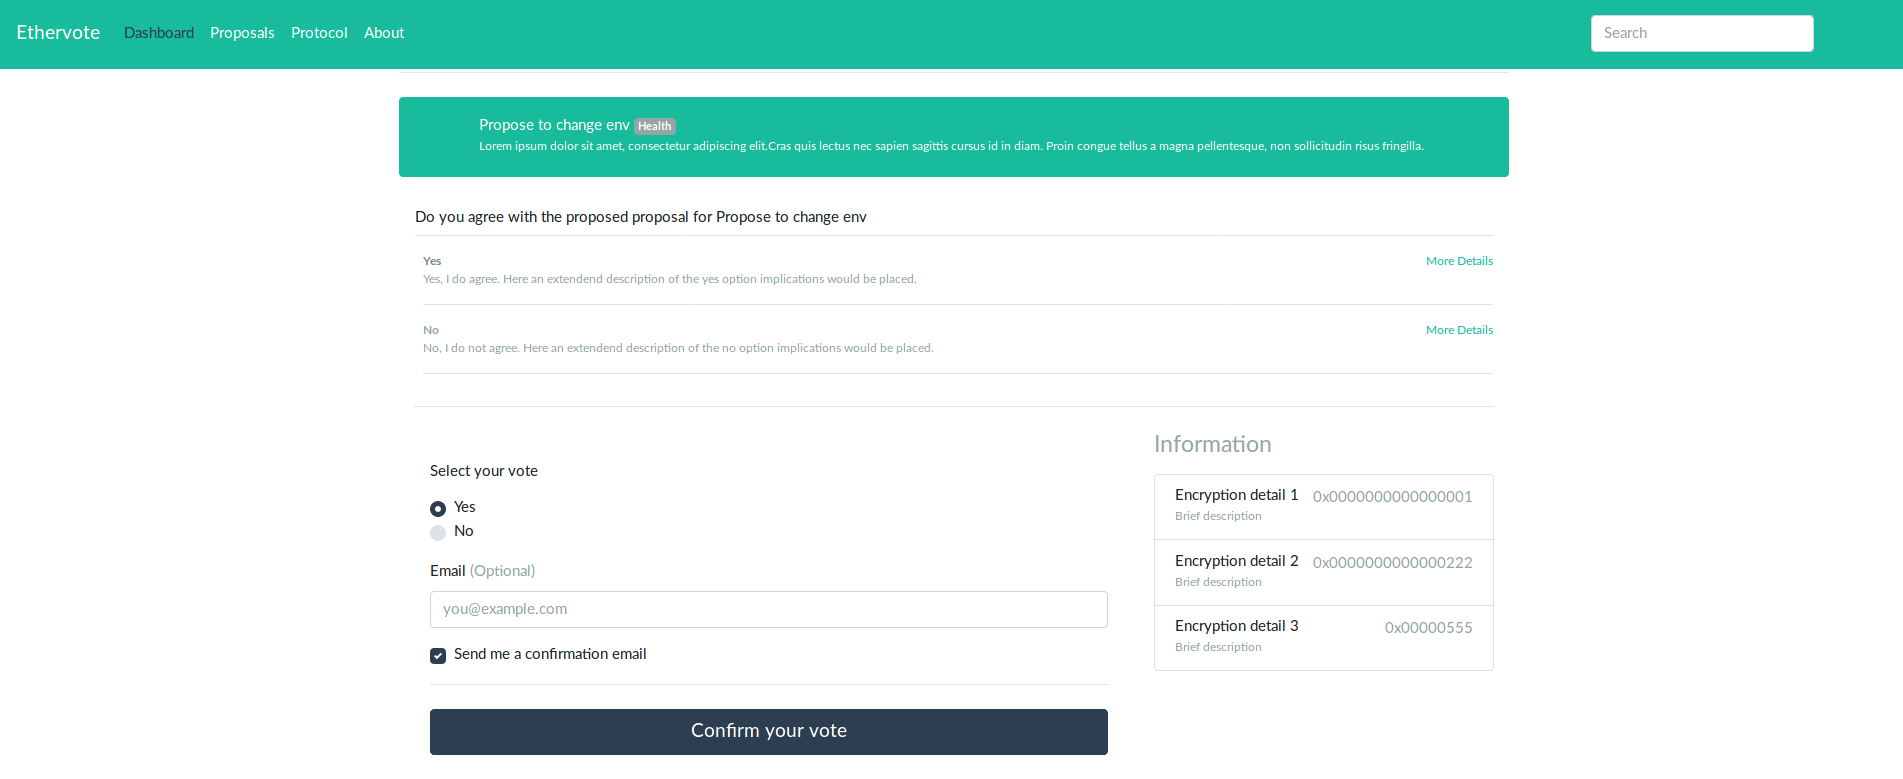 Ethervote Dashboard Proposals Protocol About Search
Propose to change env Health
Lorem ipsum dolor sit amet, consectetur adipiscing elit.Cras quis lectus nec sapien sagittis cursus id in diam. Proin congue tellus a magna pellentesque, non sollicitudin risus fringilla.
Do you agree with the proposed proposal for Propose to change env
Yes More Details
Yes, I do agree. Here an extendend description of the yes option implications would be placed.
No More Details
No, I do not agree. Here an extendend description of the no option implications would be placed.
Select your vote
Yes
No
Email (Optional)
you@example.com
Send me a confirmation email
Confirm your vote
Information
Encryption detail 1 0x0000000000000001
Brief description
Encryption detail 2 0x0000000000000222
Brief description
Encryption detail 3 0x00000555
Brief description